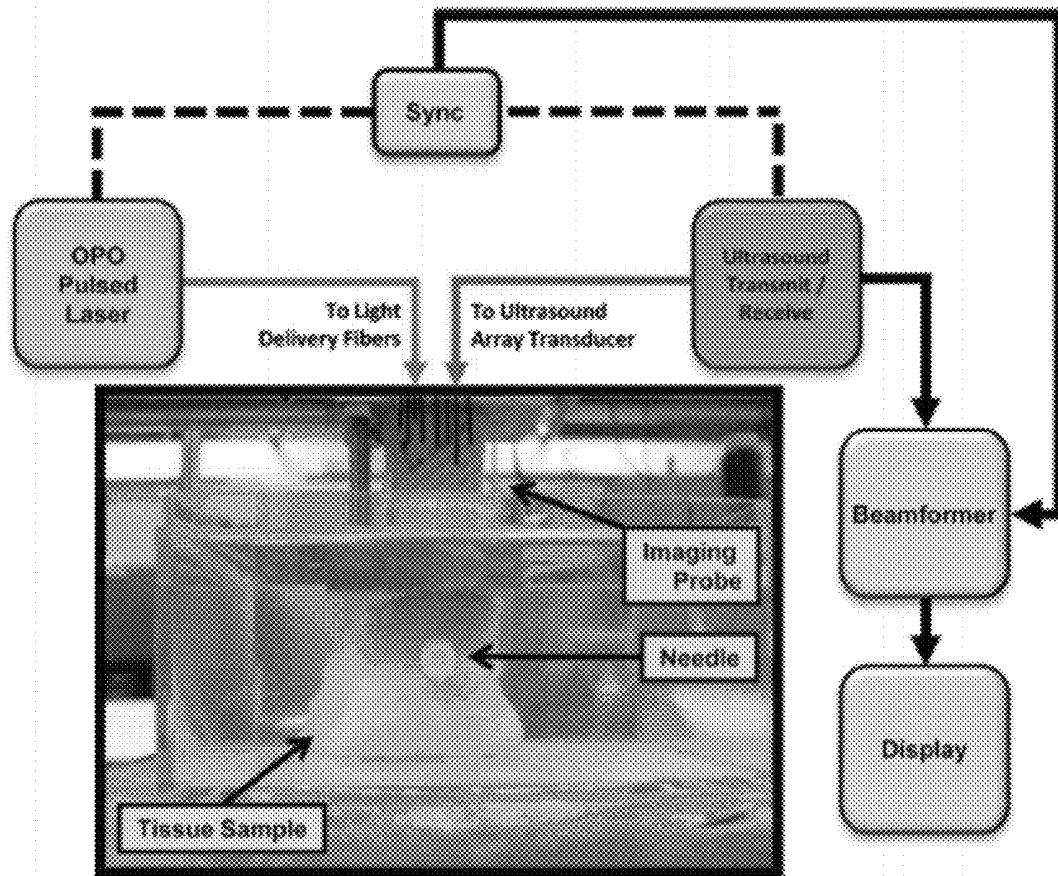 Sync
OPO
Pulsed
Laser
Ultrasound
Transmit /
Receive
To Light
Delivery Fibers
To Ultrasound
Array Transducer
Beamformer
Imaging
Probe
Needle
Display
Tissue Sample